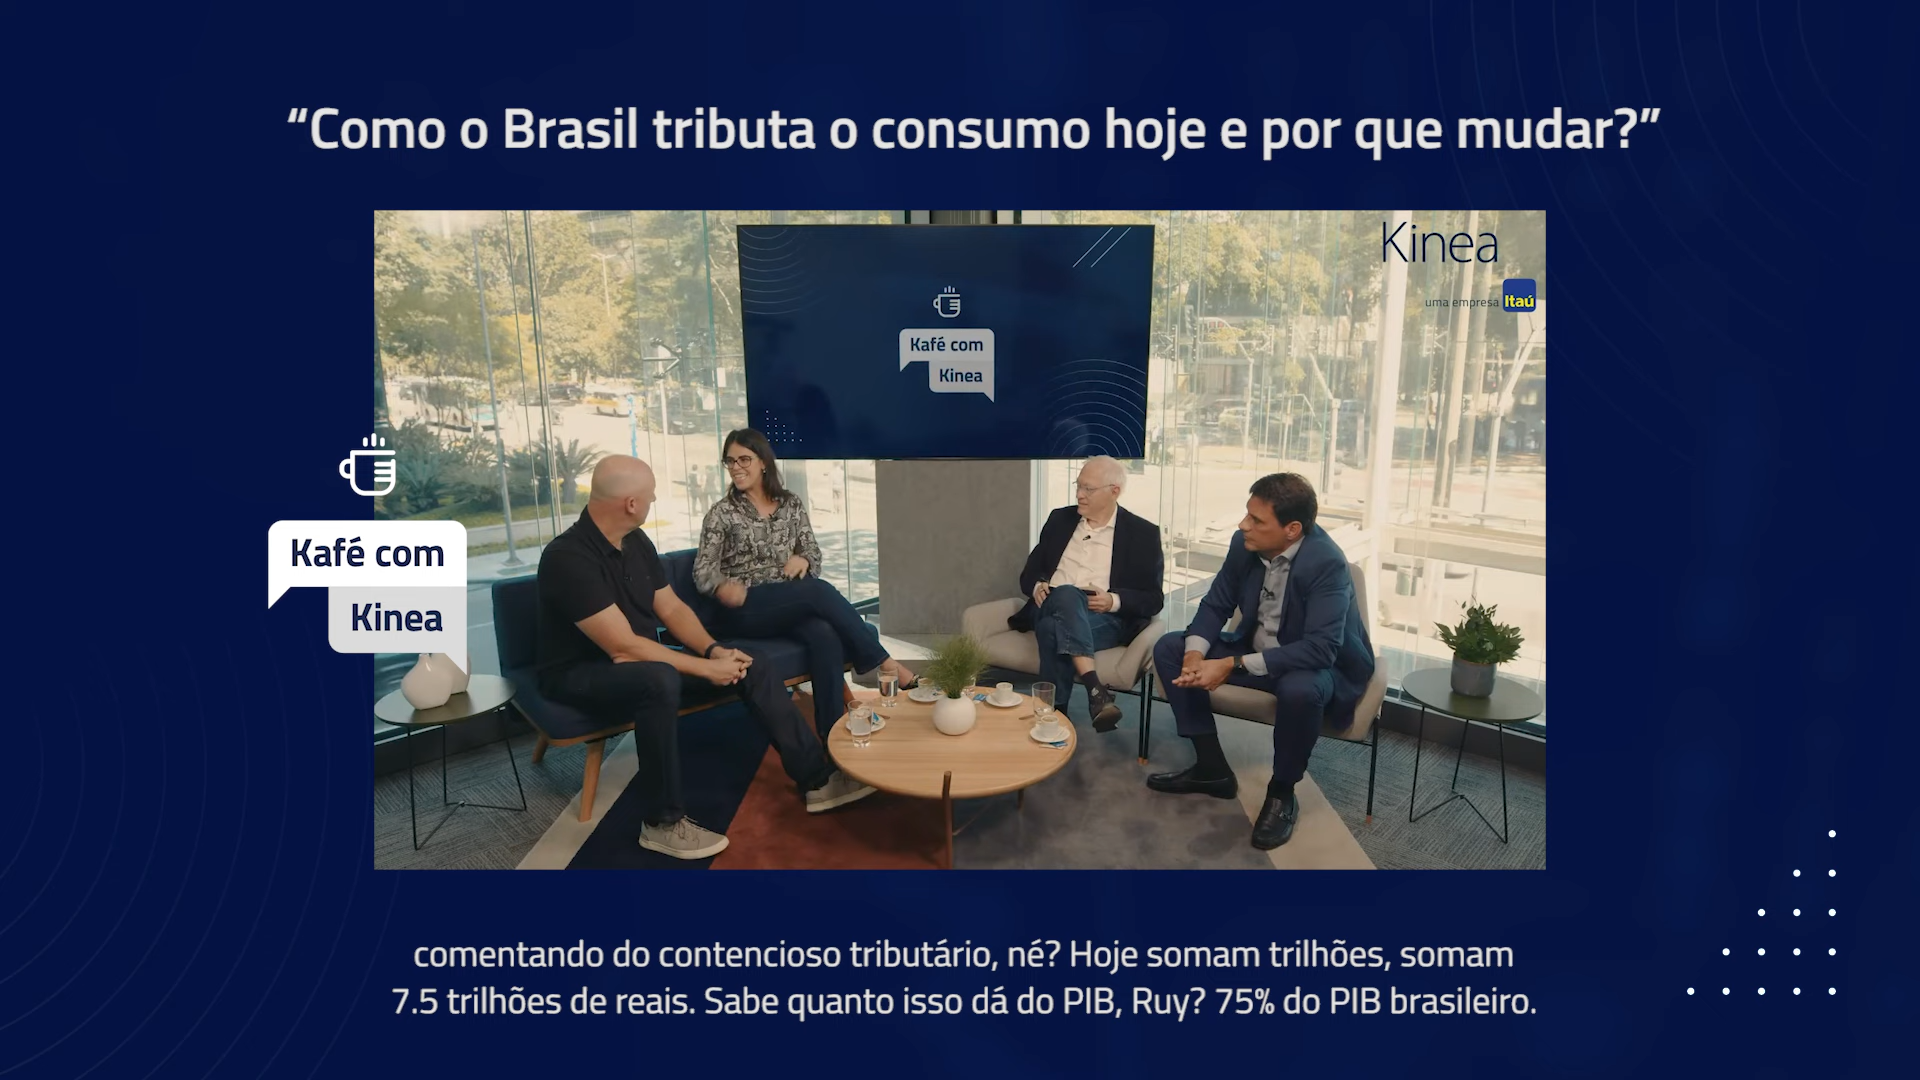 “Como o Brasil tributa o consumo hoje e por que mudar?”
Kinea
uma empresa Itaú
Kafé com
Kinea
Kafé com
Kinea
comentando do contencioso tributário, né? Hoje somam trilhões, somam
7.5 trilhões de reais. Sabe quanto isso dá do PIB, Ruy? 75% do PIB brasileiro.